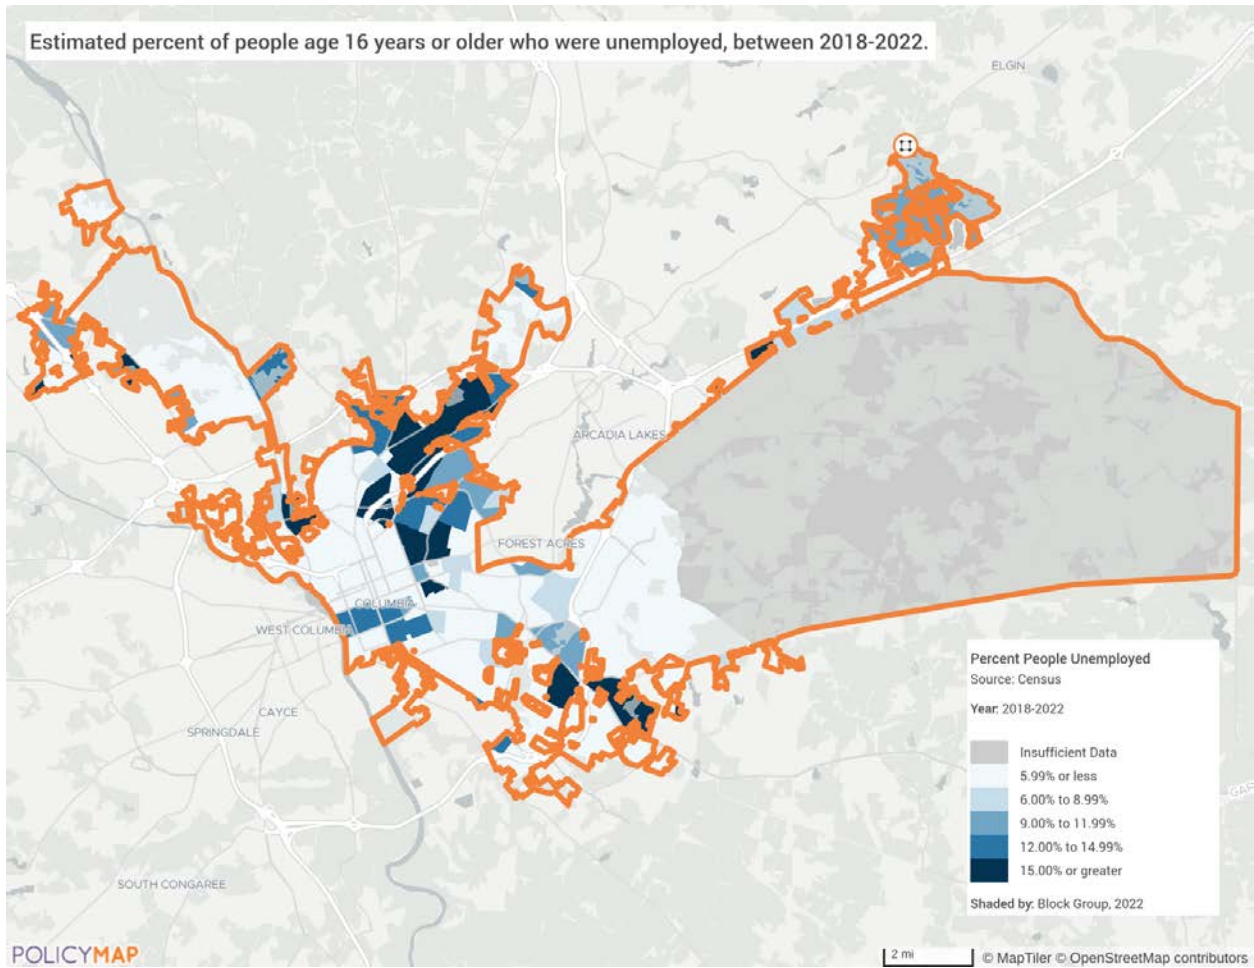 Estimated percent of people age 16 years or older who were unemployed, between 2018-2022.
ELGIN
ARCADIA LAKES
FOREST ACRES
COLUMBIA
WEST COLUMBIA
CAYCE
SPRINGDALE
SOUTH CONGAREE
Percent People Unemployed
Source: Census
Year: 2018-2022
Insufficient Data
5.99% or less
6.00% to 8.99%
9.00% to 11.99%
12.00% to 14.99%
15.00% or greater
Shaded by: Block Group, 2022
POLICYMAP
2 mi
© MapTiler © OpenStreetMap contributors